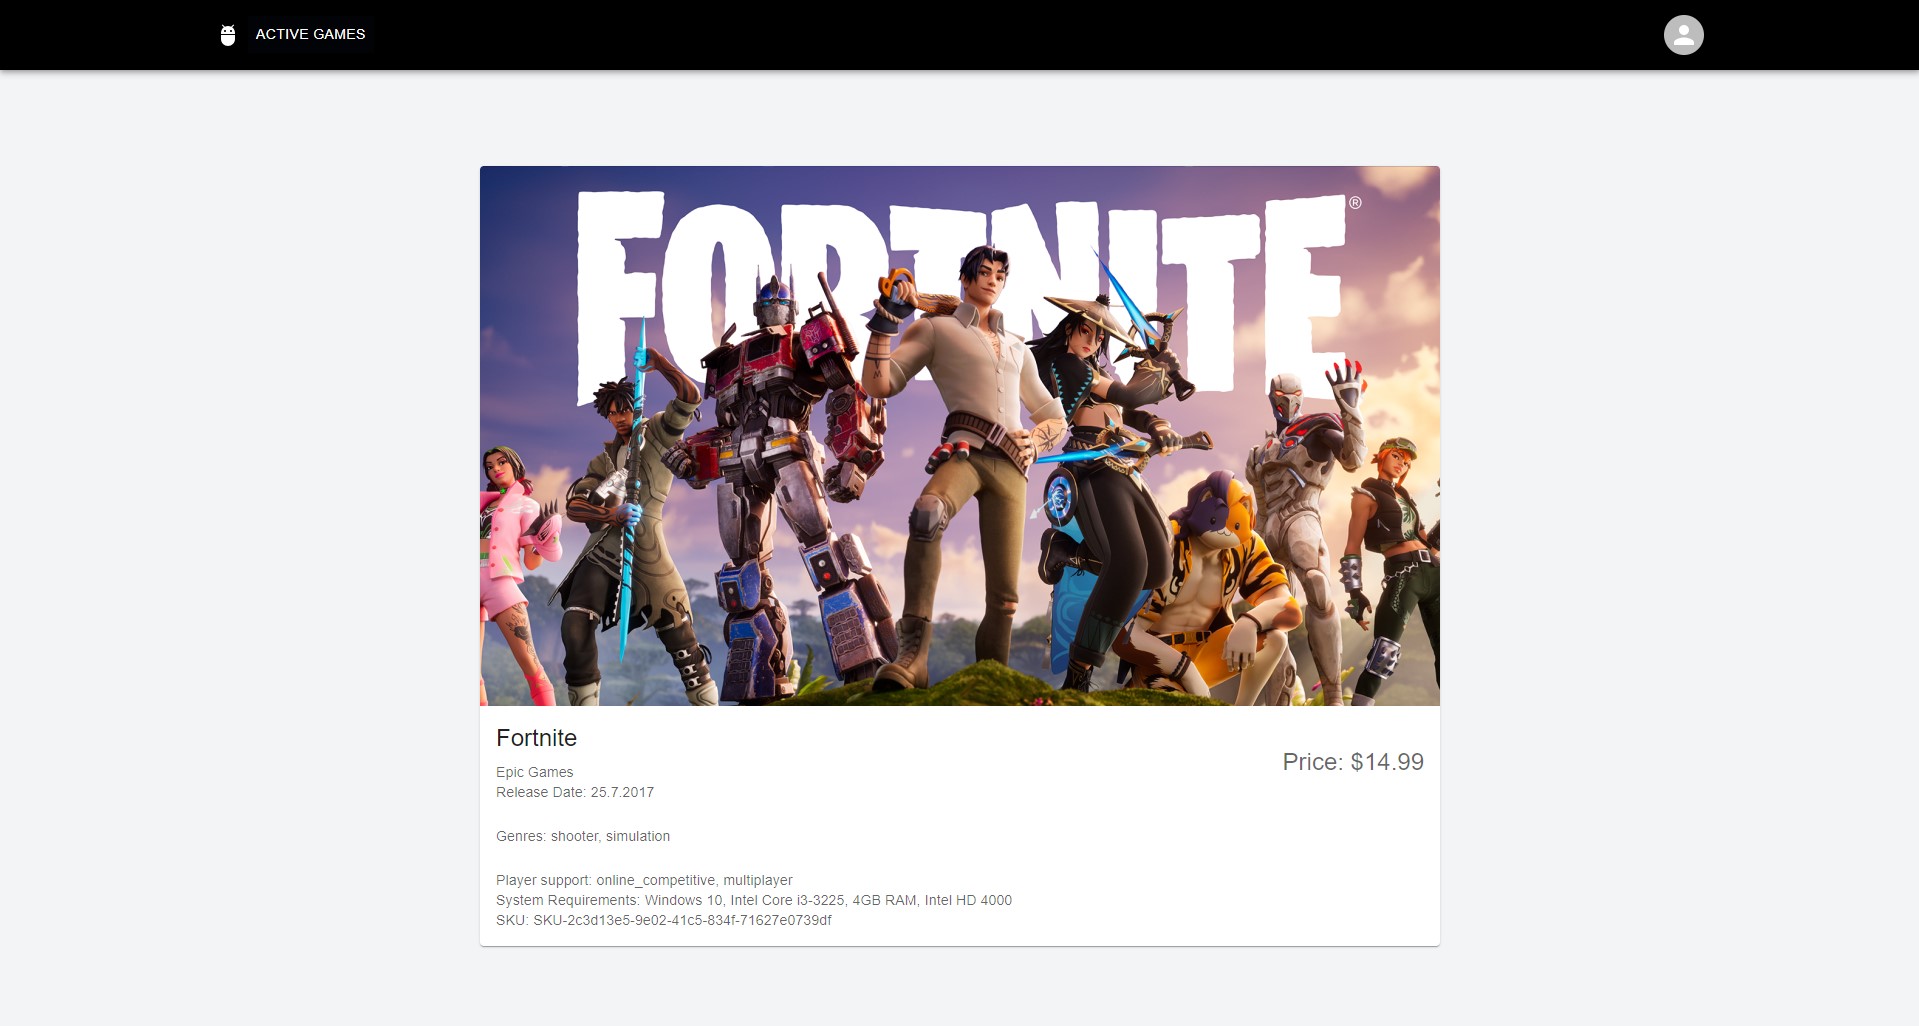 ACTIVE GAMES
FORTNITE®
Fortnite
Price: $14.99
Epic Games
Release Date: 25.7.2017
Genres: shooter, simulation
Player support: online_competitive, multiplayer
System Requirements: Windows 10, Intel Core i3-3225, 4GB RAM, Intel HD 4000
SKU: SKU-2c3d13e5-9e02-41c5-834f-71627e0739df